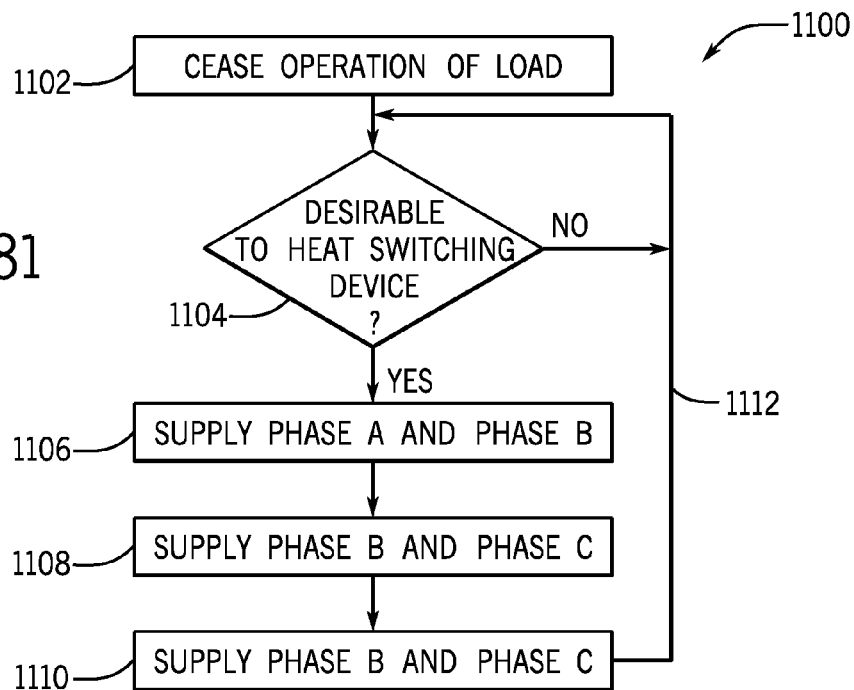 1100
1102
CEASE OPERATION OF LOAD
DESIRABLE
TO HEAT SWITCHING
DEVICE
?
NO
81
1104
YES
1112
1106
SUPPLY PHASE A AND PHASE B
1108
SUPPLY PHASE B AND PHASE C
1110
SUPPLY PHASE B AND PHASE C